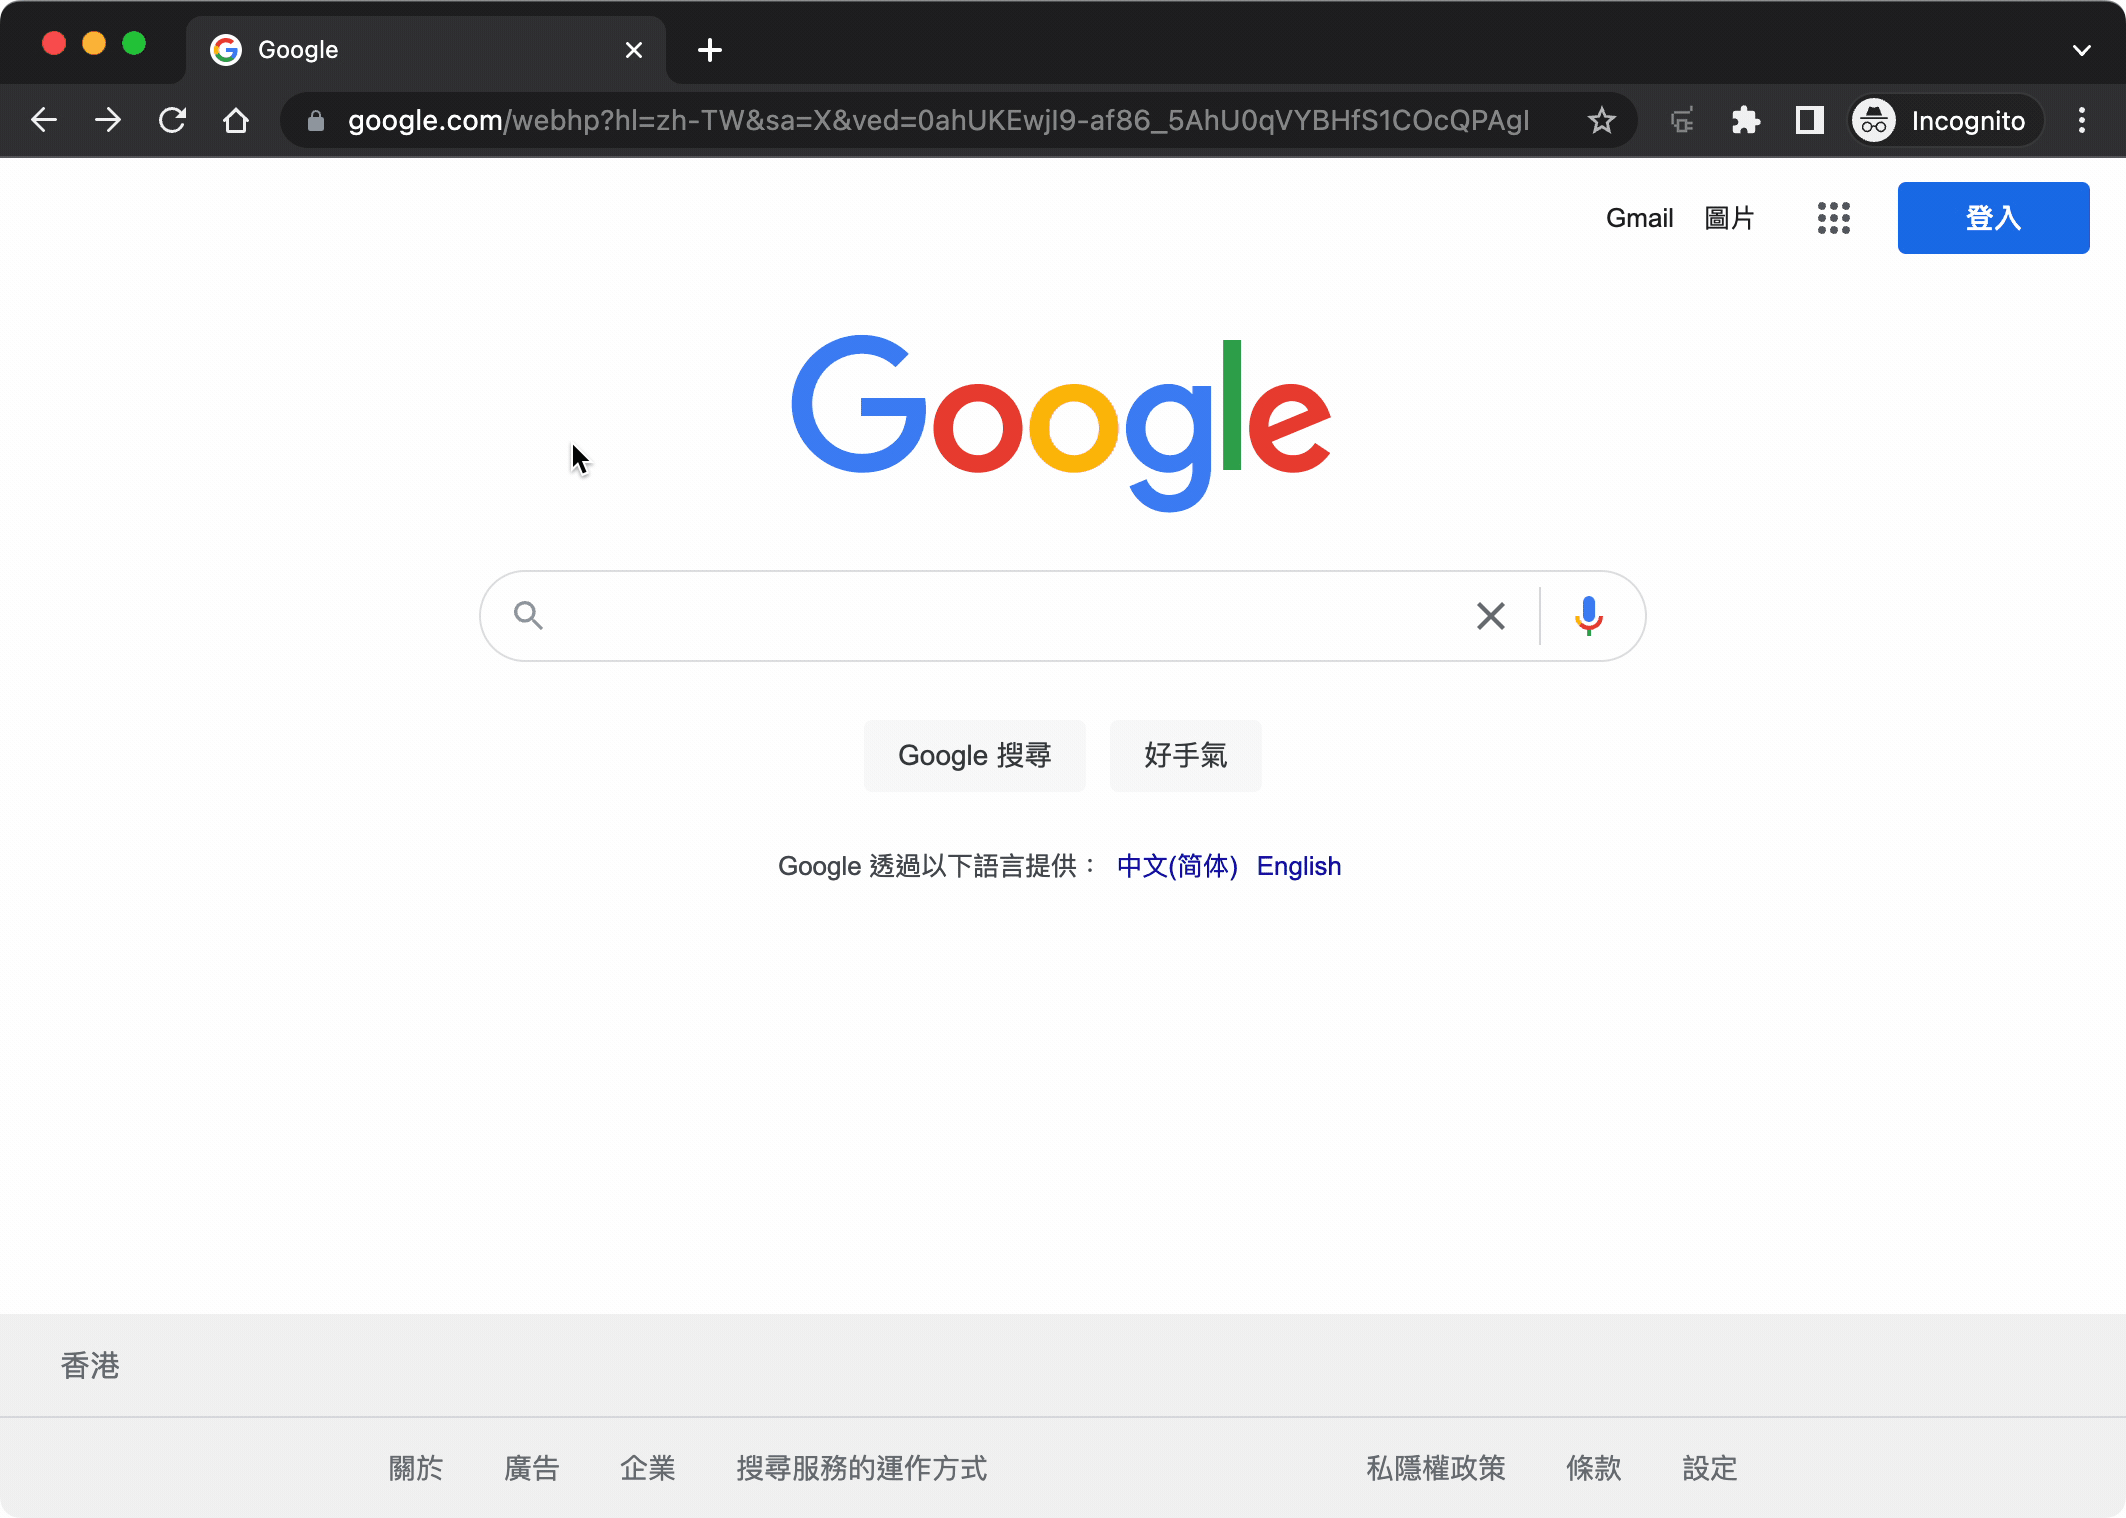 Google
google.com/webhp?hl=zh-TW&sa=X&ved=0ahUKEwjI9-af86_5AhU0qVYBHfS1COcQPAgI
Incognito
Gmail 圖片 登入
Google
Google 搜尋 好手氣
Google 透過以下語言提供： 中文(简体) English
香港
關於 廣告 企業 搜尋服務的運作方式 私隱權政策 條款 設定